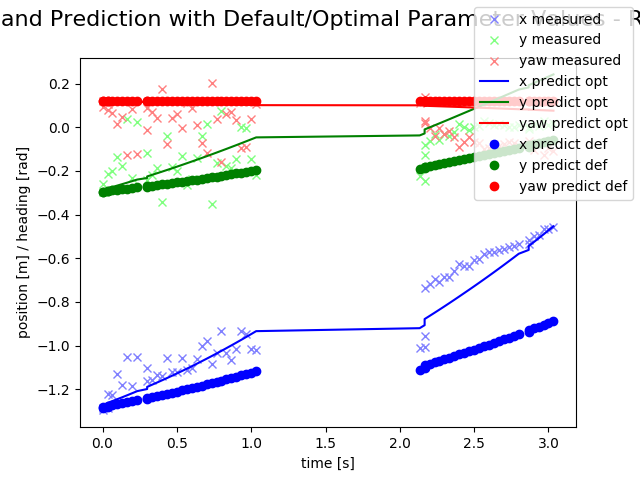 and Prediction with Default/Optimal Parameter Values - R
x measured
y measured
yaw measured
x predict opt
y predict opt
yaw predict opt
x predict def
y predict def
yaw predict def
position [m] / heading [rad]
0.2
0.0
−0.2
−0.4
−0.6
−0.8
−1.0
−1.2
0.0 0.5 1.0 1.5 2.0 2.5 3.0
time [s]